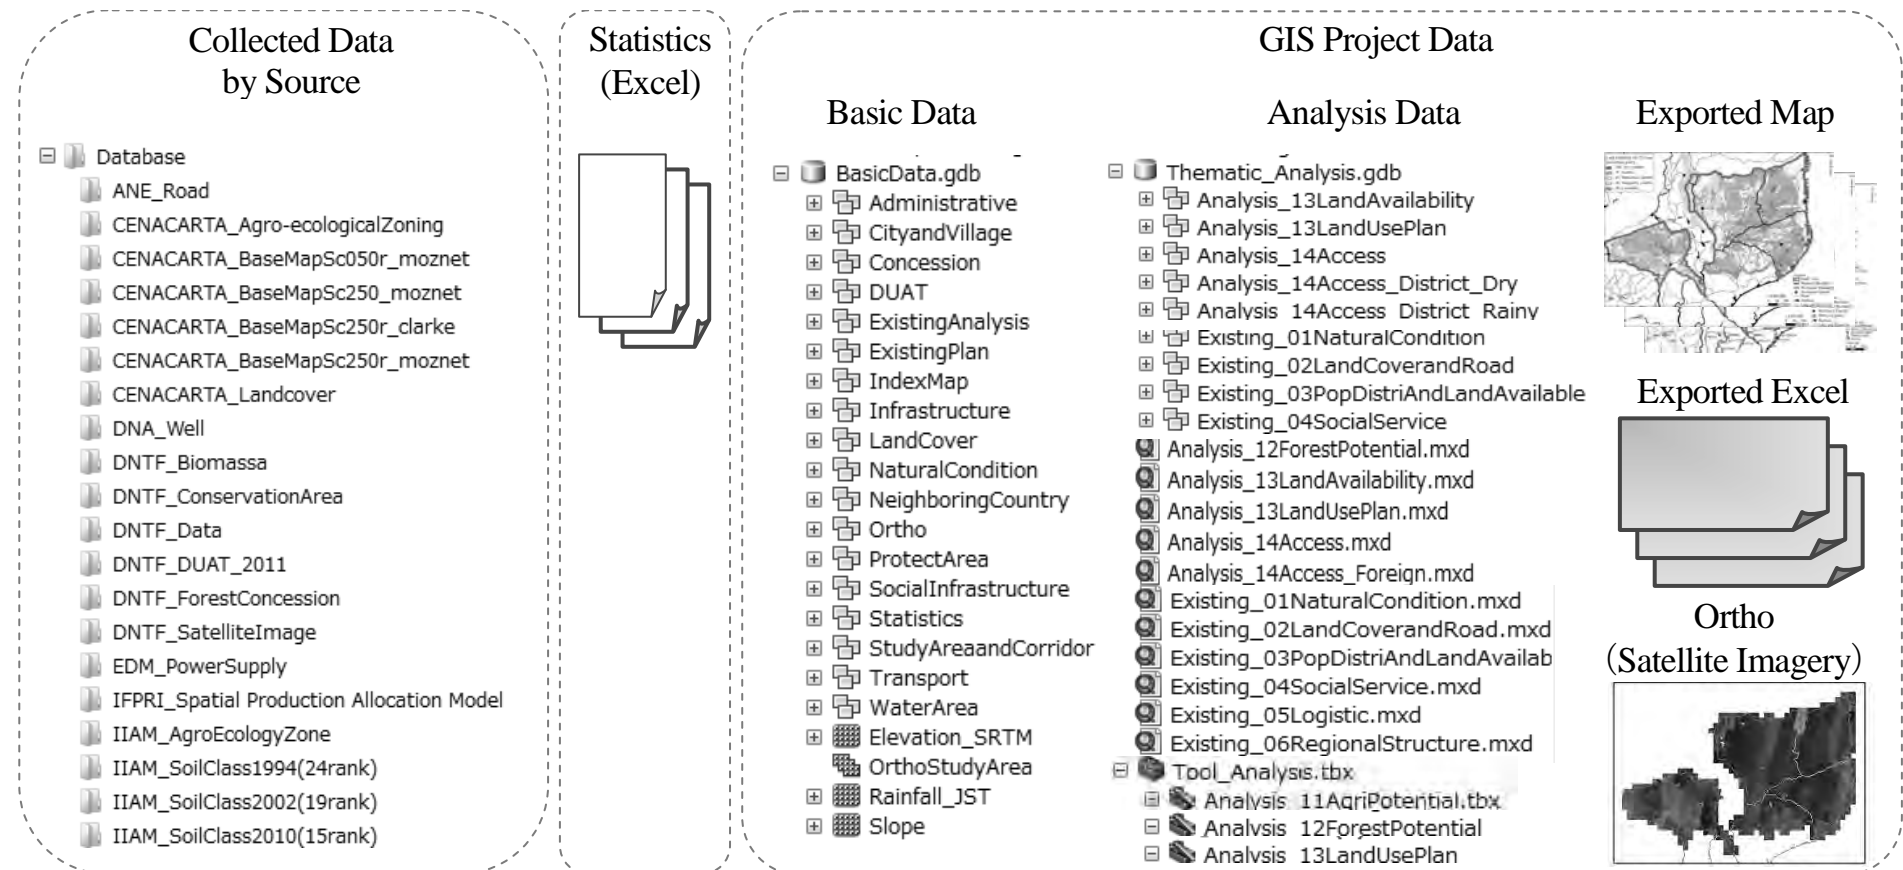 Collected Data
by Source
Database
ANE_Road
CENACARTA_Agro-ecologicalZoning
CENACARTA_BaseMapSc050r_moznet
CENACARTA_BaseMapSc250_moznet
CENACARTA_BaseMapSc250r_clarke
CENACARTA_BaseMapSc250r_moznet
CENACARTA_Landcover
DNA_Well
DNTF_Biomassa
DNTF_ConservationArea
DNTF_Data
DNTF_DUAT_2011
DNTF_ForestConcession
DNTF_SatelliteImage
EDM_PowerSupply
IFPRI_Spatial Production Allocation Model
IIAM_AgroEcologyZone
IIAM_SoilClass1994(24rank)
IIAM_SoilClass2002(19rank)
IIAM_SoilClass2010(15rank)
Statistics
(Excel)
GIS Project Data
Basic Data
BasicData.gdb
Administrative
CityandVillage
Concession
DUAT
ExistingAnalysis
ExistingPlan
IndexMap
Infrastructure
LandCover
NaturalCondition
NeighboringCountry
Ortho
ProtectArea
SocialInfrastructure
Statistics
StudyAreaandCorridor
Transport
WaterArea
Elevation_SRTM
OrthoStudyArea
Rainfall_JST
Slope
Analysis Data
Thematic_Analysis.gdb
Analysis_13LandAvailability
Analysis_13LandUsePlan
Analysis_14Access
Analysis_14Access_District_Dry
Analysis_14Access_District_Rainy
Existing_01NaturalCondition
Existing_02LandCoverandRoad
Existing_03PopDistriAndLandAvailable
Existing_04SocialService
Analysis_12ForestPotential.mxd
Analysis_13LandAvailability.mxd
Analysis_13LandUsePlan.mxd
Analysis_14Access.mxd
Analysis_14Access_Foreign.mxd
Existing_01NaturalCondition.mxd
Existing_02LandCoverandRoad.mxd
Existing_03PopDistriAndLandAvailab
Existing_04SocialService.mxd
Existing_05Logistic.mxd
Existing_06RegionalStructure.mxd
Tool_Analysis.tbx
Analysis_11AgriPotential.tbx
Analysis_12ForestPotential
Analysis_13LandUsePlan
Exported Map
Exported Excel
Ortho
(Satellite Imagery)